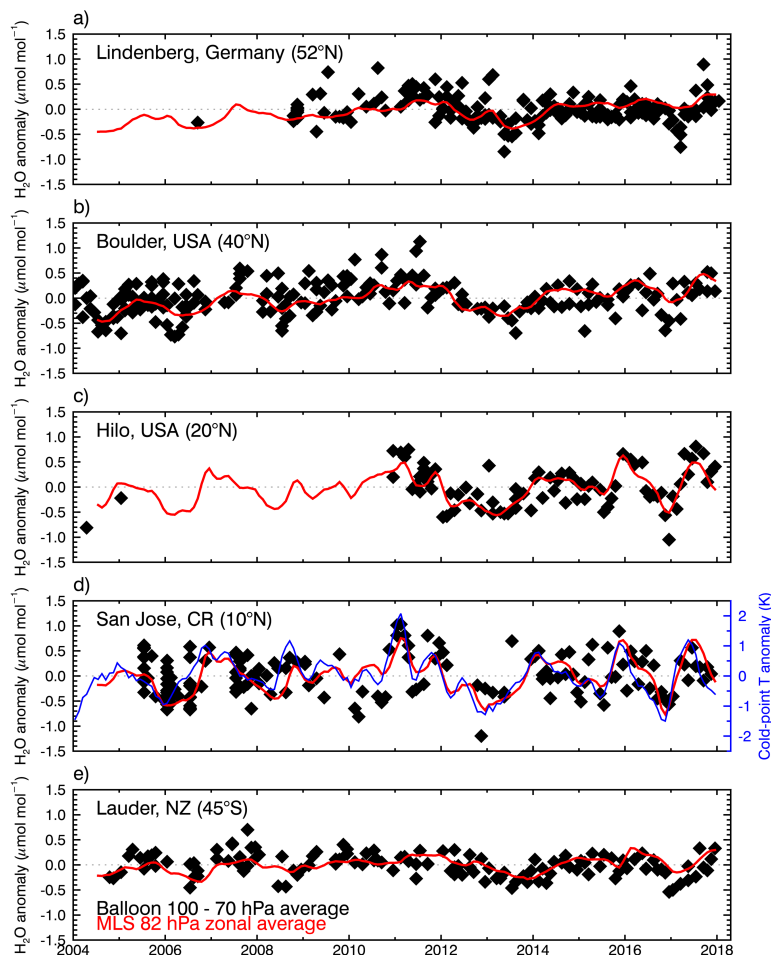 a)
H2O anomaly (μmol mol−1)
1.5
1.0
0.5
0.0
-0.5
-1.0
-1.5
Lindenberg, Germany (52°N)
b)
H2O anomaly (μmol mol−1)
1.5
1.0
0.5
0.0
-0.5
-1.0
-1.5
Boulder, USA (40°N)
c)
H2O anomaly (μmol mol−1)
1.5
1.0
0.5
0.0
-0.5
-1.0
-1.5
Hilo, USA (20°N)
d)
H2O anomaly (μmol mol−1)
1.5
1.0
0.5
0.0
-0.5
-1.0
-1.5
San Jose, CR (10°N)
2
1
0
-1
-2
Cold-point T anomaly (K)
e)
H2O anomaly (μmol mol−1)
1.5
1.0
0.5
0.0
-0.5
-1.0
-1.5
Lauder, NZ (45°S)
Balloon 100 - 70 hPa average
MLS 82 hPa zonal average
2004 2006 2008 2010 2012 2014 2016 2018